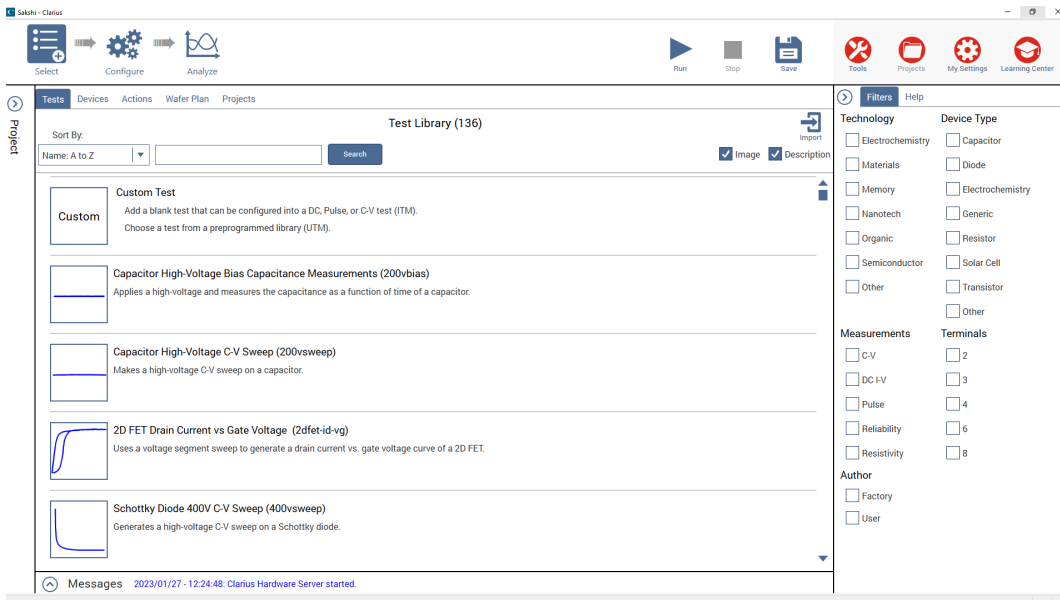 Sakshi - Clarius
Select
Configure
Analyze
Run
Stop
Save
Tools
Projects
My Settings
Learning Center
Project
Tests Devices Actions Wafer Plan Projects
Test Library (136)
Sort By:
Name: A to Z
Search
Import
Image
Description
Custom
Custom Test
Add a blank test that can be configured into a DC, Pulse, or C-V test (ITM).
Choose a test from a preprogrammed library (UTM).
Capacitor High-Voltage Bias Capacitance Measurements (200vbias)
Applies a high-voltage and measures the capacitance as a function of time of a capacitor.
Capacitor High-Voltage C-V Sweep (200vsweep)
Makes a high-voltage C-V sweep on a capacitor.
2D FET Drain Current vs Gate Voltage (2dfet-id-vg)
Uses a voltage segment sweep to generate a drain current vs. gate voltage curve of a 2D FET.
Schottky Diode 400V C-V Sweep (400vsweep)
Generates a high-voltage C-V sweep on a Schottky diode.
Messages 2023/01/27 - 12:24:48: Clarius Hardware Server started.
Filters Help
Technology
Electrochemistry
Materials
Memory
Nanotech
Organic
Semiconductor
Other
Device Type
Capacitor
Diode
Electrochemistry
Generic
Resistor
Solar Cell
Transistor
Other
Measurements
C-V
DC I-V
Pulse
Reliability
Resistivity
Terminals
2
3
4
6
8
Author
Factory
User